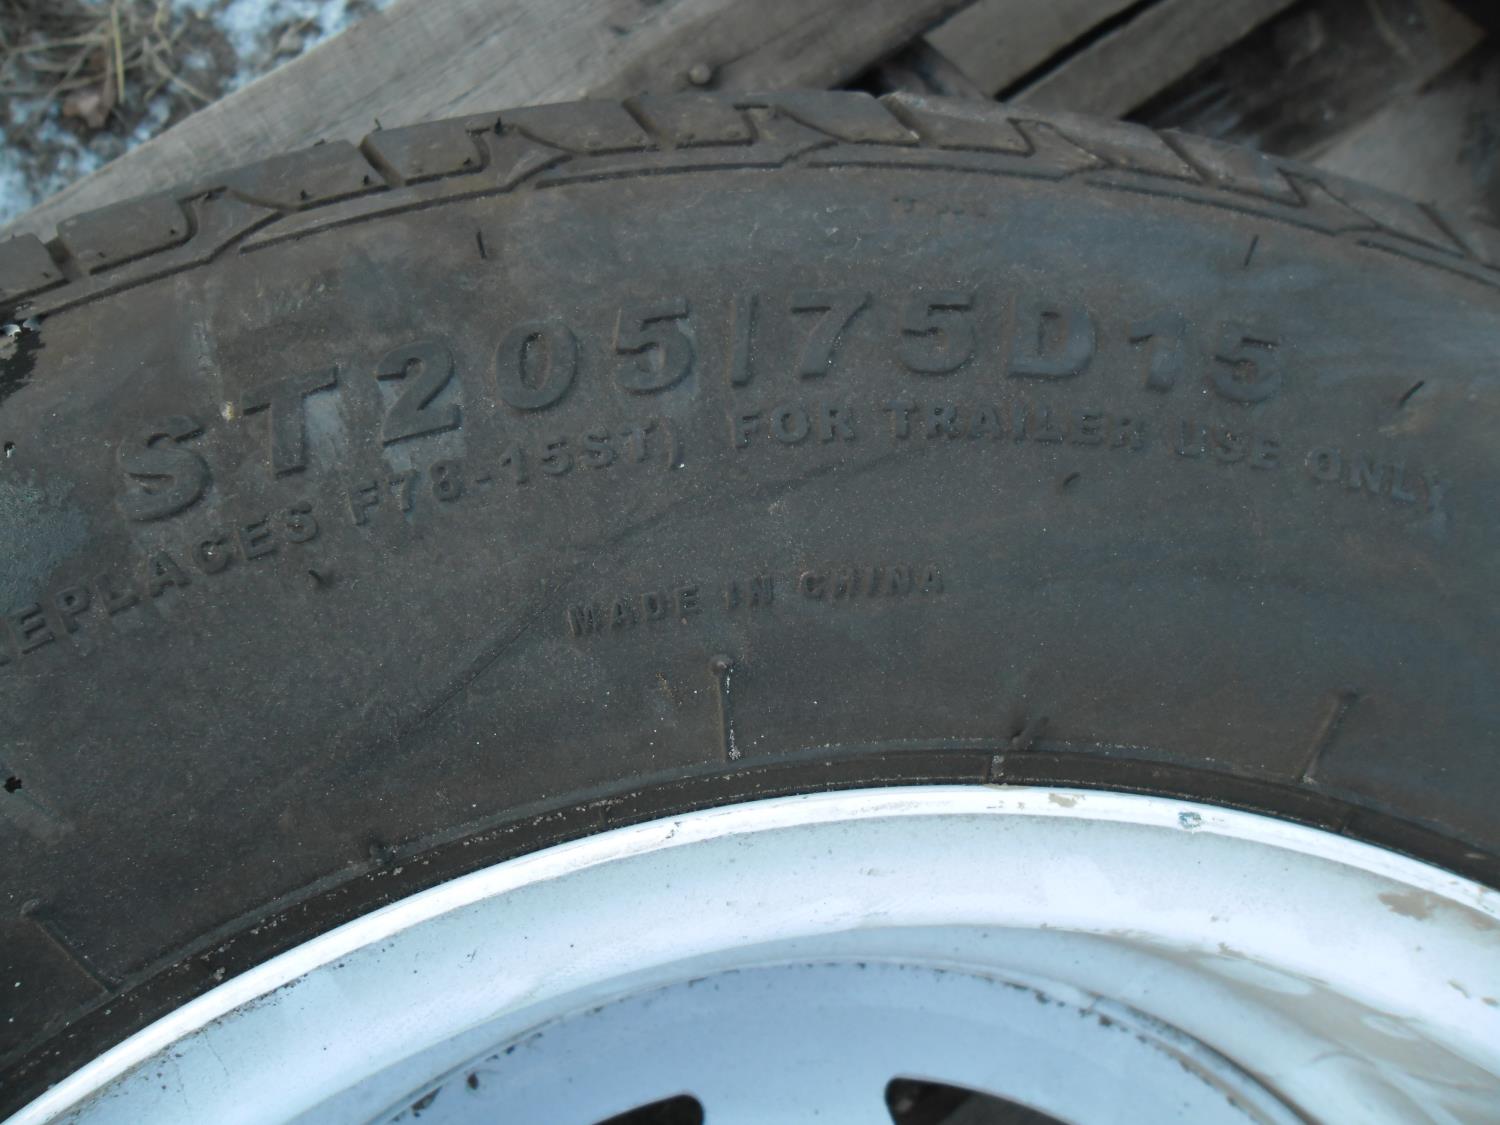 ST205/75D15
REPLACES F78-15ST) FOR TRAILER USE ONLY
MADE IN CHINA